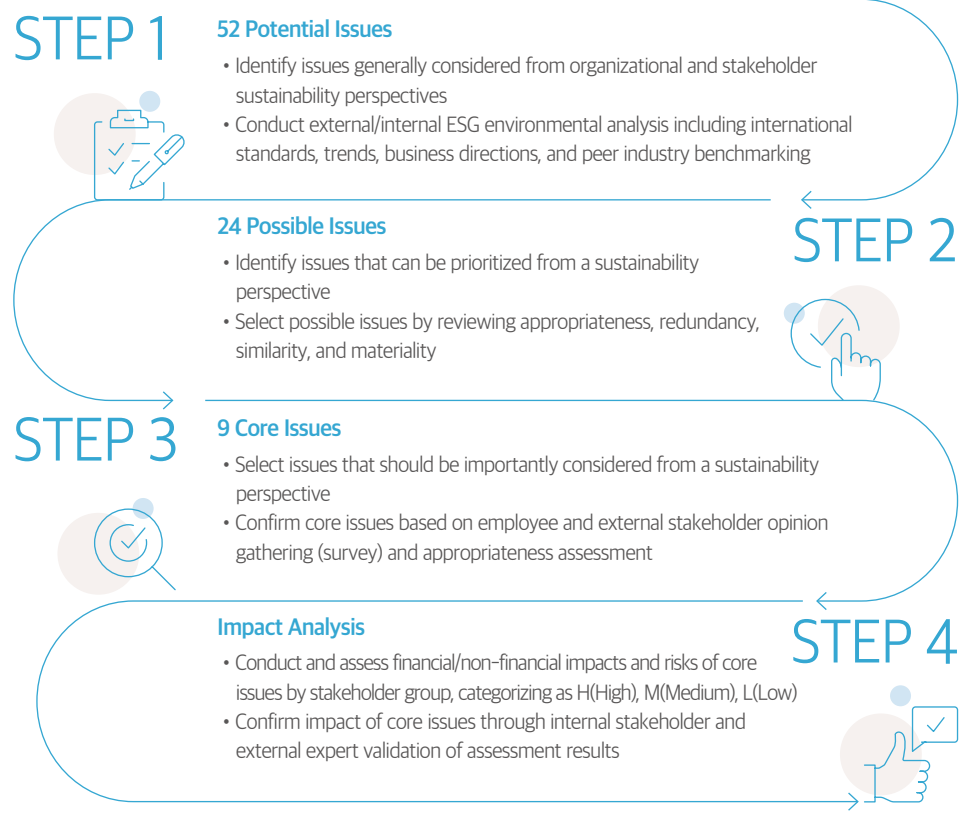 STEP 1
52 Potential Issues
• Identify issues generally considered from organizational and stakeholder
sustainability perspectives
• Conduct external/internal ESG environmental analysis including international
standards, trends, business directions, and peer industry benchmarking
STEP 2
24 Possible Issues
• Identify issues that can be prioritized from a sustainability
perspective
• Select possible issues by reviewing appropriateness, redundancy,
similarity, and materiality
STEP 3
9 Core Issues
• Select issues that should be importantly considered from a sustainability
perspective
• Confirm core issues based on employee and external stakeholder opinion
gathering (survey) and appropriateness assessment
STEP 4
Impact Analysis
• Conduct and assess financial/non-financial impacts and risks of core
issues by stakeholder group, categorizing as H(High), M(Medium), L(Low)
• Confirm impact of core issues through internal stakeholder and
external expert validation of assessment results